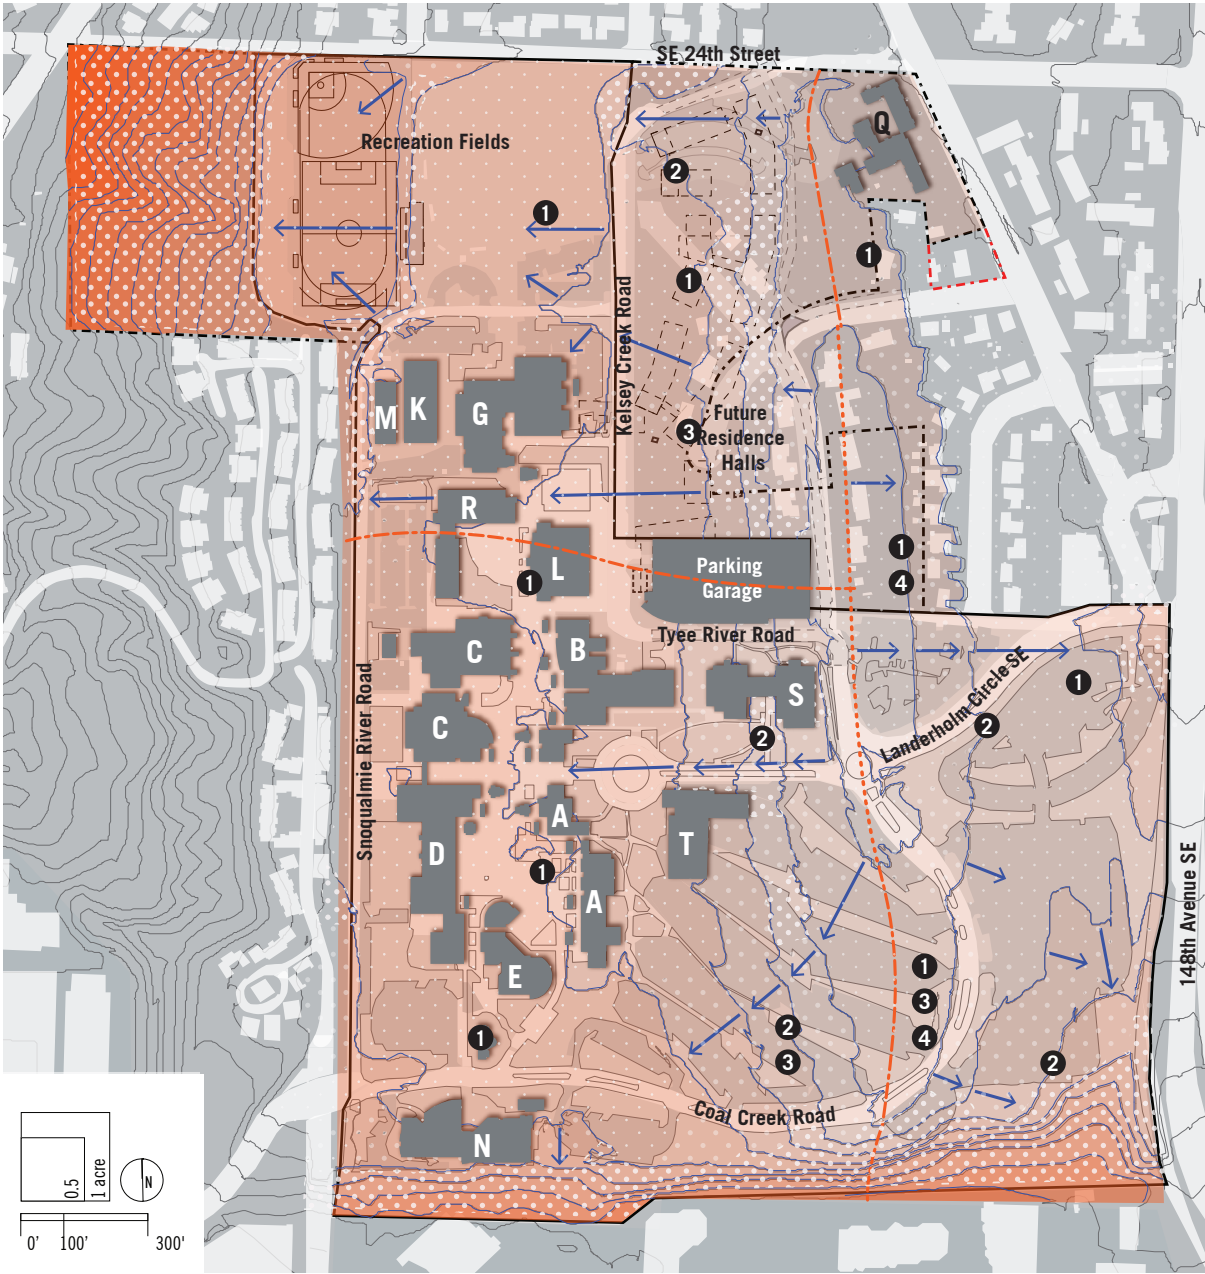 SE 24th Street
Q
Recreation Fields
2
1
1
1
Kelsey Creek Road
M
K
G
3
Future
Residence
Halls
R
L
1
Parking
Garage
1
4
Tyee River Road
C
B
S
Landerholm Circle SE
1
2
2
C
Snoqualmie River Road
A
T
D
1
A
148th Avenue SE
E
1
3
4
2
3
1
2
Coal Creek Road
N
0.5
1 acre
N
0'
100'
300'